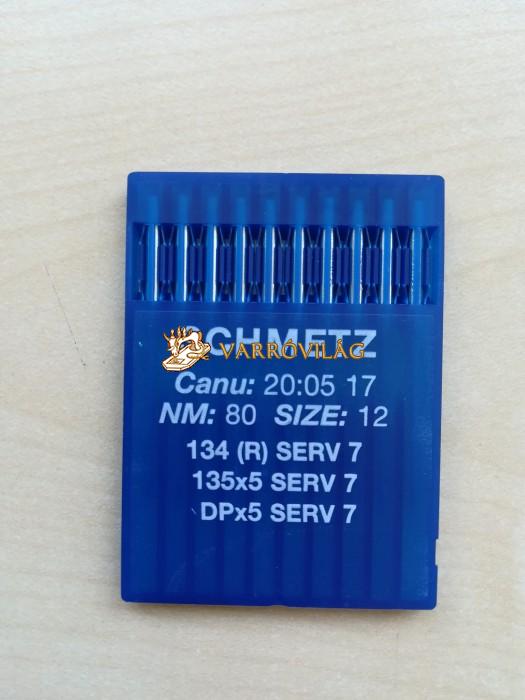 CHMETZ
VARRÓVILÁG
Canu: 20:05 17
NM: 80 SIZE: 12
134 (R) SERV 7
135x5 SERV 7
DPx5 SERV 7